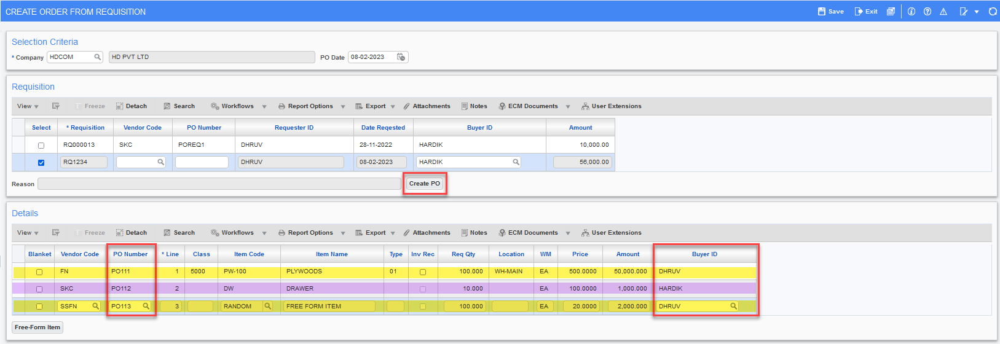 CREATE ORDER FROM REQUISITION Save Exit
Selection Criteria
* Company HDCOM HD PVT LTD PO Date 08-02-2023
Requisition
View Freeze Detach Search Workflows Report Options Export Attachments Notes ECM Documents User Extensions
Select * Requisition Vendor Code PO Number Requester ID Date Reqested Buyer ID Amount
RQ000013 SKC POREQ1 DHRUV 28-11-2022 HARDIK 10,000.00
RQ1234 DHRUV 08-02-2023 HARDIK 56,000.00
Reason Create PO
Details
View Freeze Detach Search Workflows Report Options Export Attachments Notes ECM Documents User Extensions
Blanket Vendor Code PO Number * Line Class Item Code Item Name Type Inv Rec Req Qty Location WM Price Amount Buyer ID
FN PO111 1 5000 PW-100 PLYWOODS 01 100.000 WH-MAIN EA 500.0000 50,000.000 DHRUV
SKC PO112 2 DW DRAWER 10.000 EA 100.0000 1,000.000 HARDIK
SSFN PO113 3 RANDOM FREE FORM ITEM 100.000 EA 20.0000 2,000.000 DHRUV
Free-Form Item